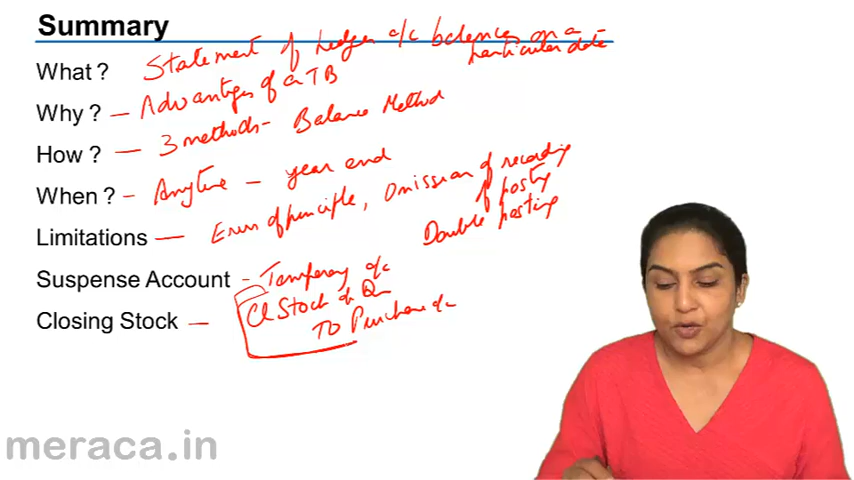 Summary
What ? Statement of Ledger a/c balances on a
particular date
Why ? — Advantages of a TB
How ? — 3 methods - Balance Method
When ? - Anytime - year end
Limitations — Errors of principle, Omission of recording
of posting
Double posting
Suspense Account - Temporary a/c
Closing Stock — Cl Stock a/c Dr
To Purchase a/c
meraca.in